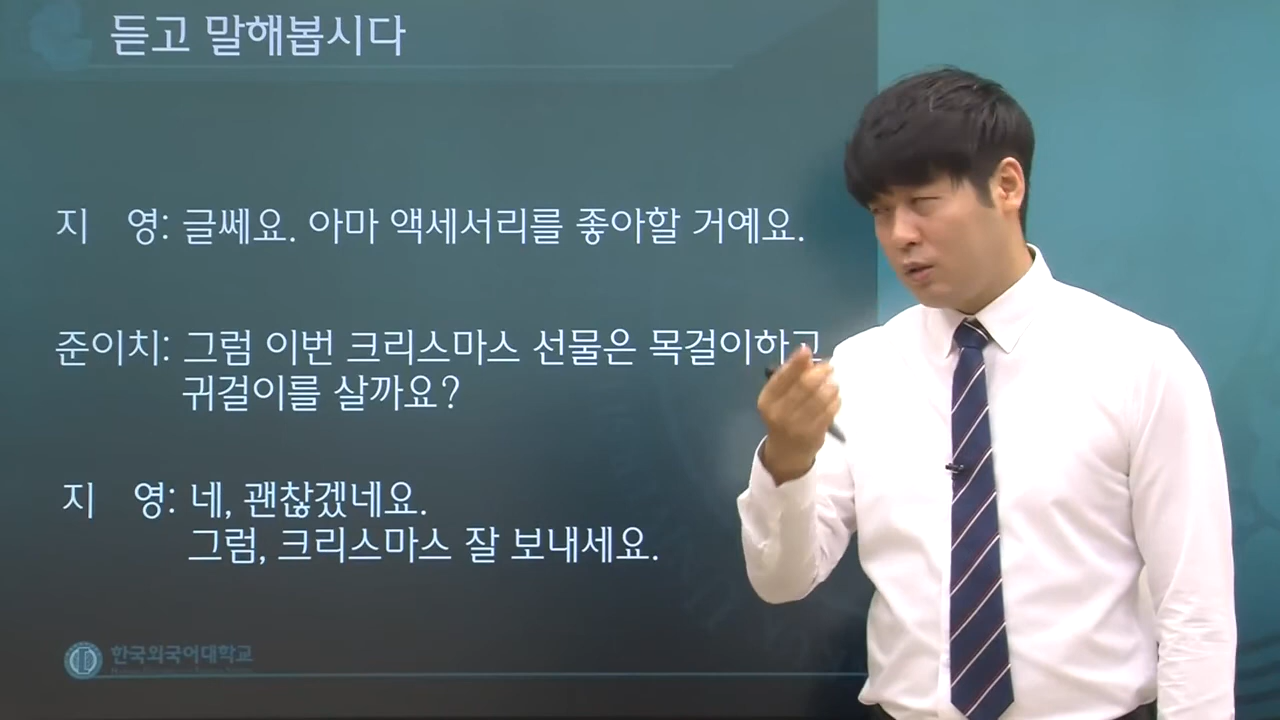 듣고 말해봅시다
지 영: 글쎄요. 아마 액세서리를 좋아할 거예요.
준이치: 그럼 이번 크리스마스 선물은 목걸이하고
귀걸이를 살까요?
지 영: 네, 괜찮겠네요.
그럼, 크리스마스 잘 보내세요.
한국외국어대학교